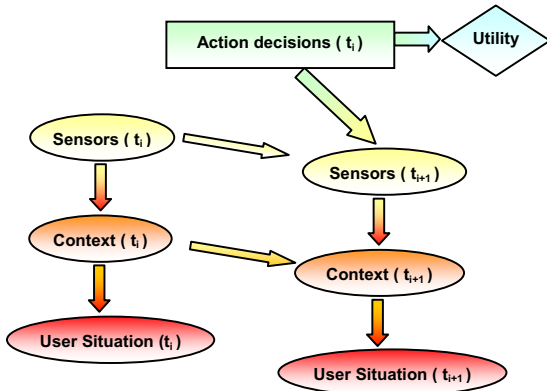 Action decisions ( tᵢ )
Utility
Sensors ( tᵢ )
Sensors ( tᵢ₊₁ )
Context ( tᵢ )
Context ( tᵢ₊₁ )
User Situation (tᵢ )
User Situation ( tᵢ₊₁ )